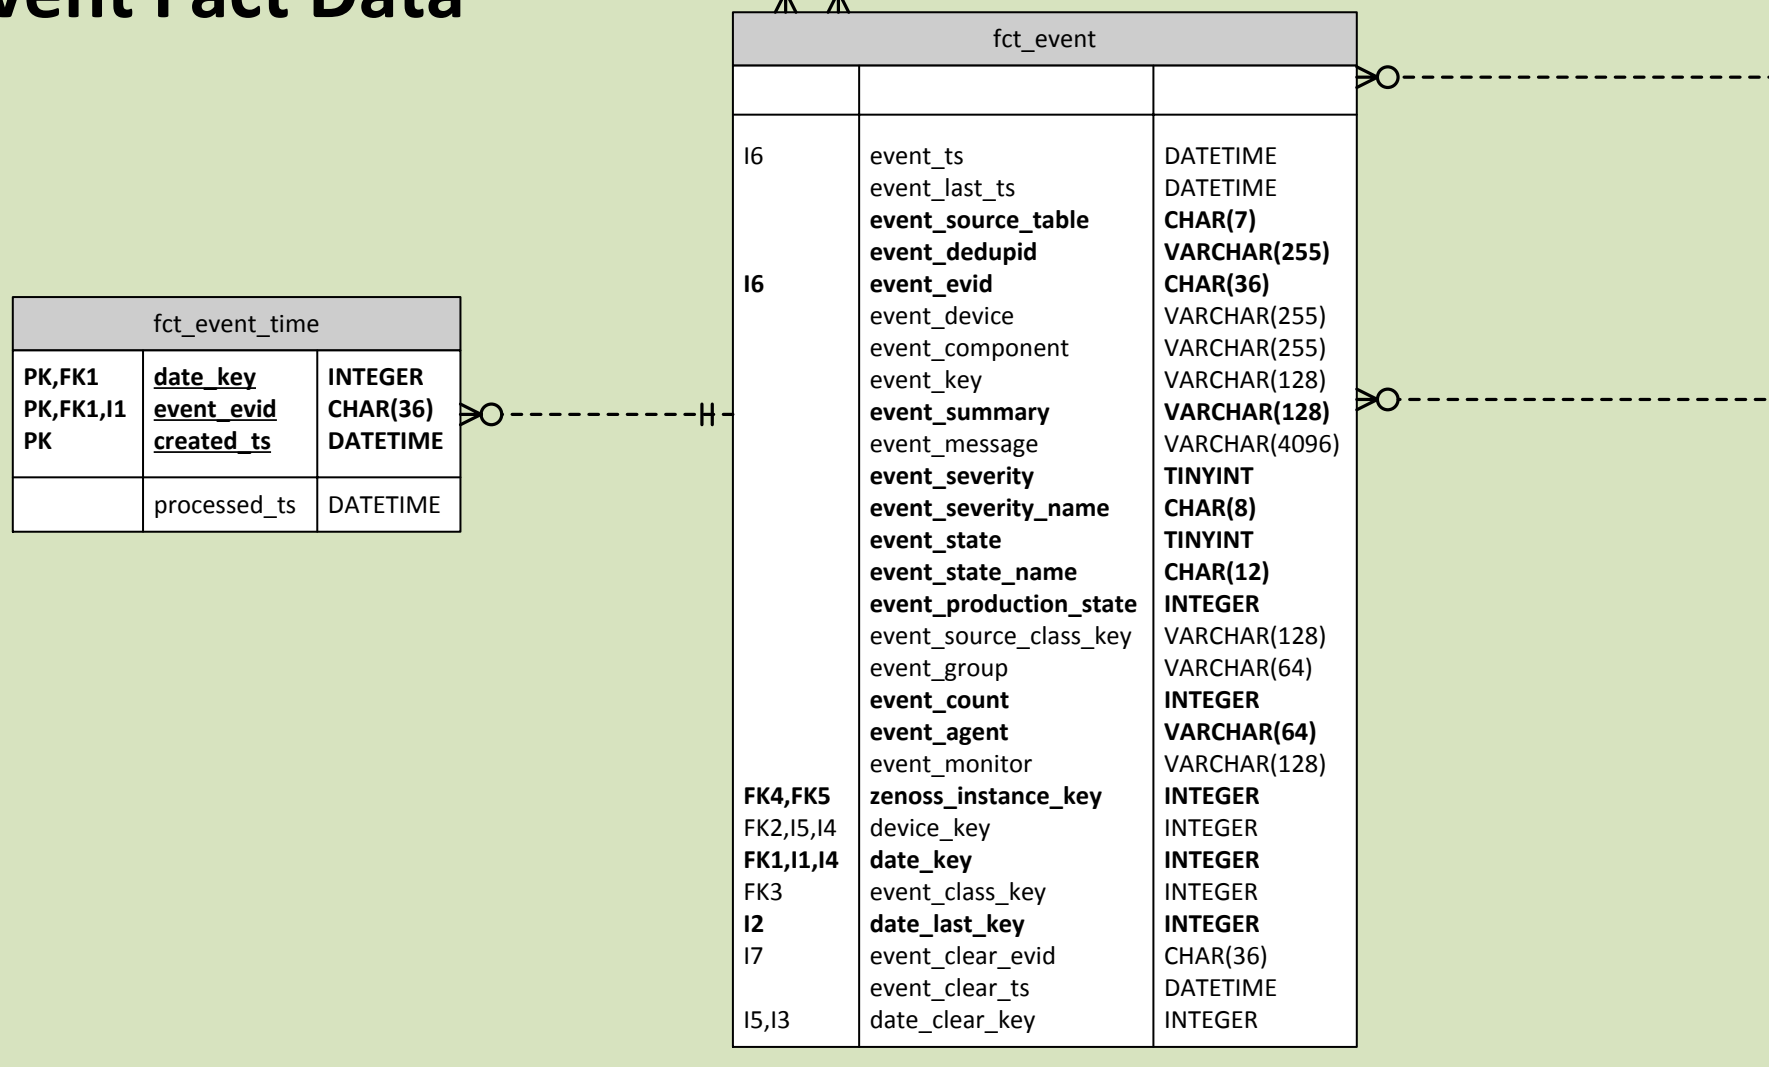 vent Fact Data
fct_event
I6 event_ts DATETIME
event_last_ts DATETIME
event_source_table CHAR(7)
event_dedupid VARCHAR(255)
I6 event_evid CHAR(36)
event_device VARCHAR(255)
event_component VARCHAR(255)
event_key VARCHAR(128)
event_summary VARCHAR(128)
event_message VARCHAR(4096)
event_severity TINYINT
event_severity_name CHAR(8)
event_state TINYINT
event_state_name CHAR(12)
event_production_state INTEGER
event_source_class_key VARCHAR(128)
event_group VARCHAR(64)
event_count INTEGER
event_agent VARCHAR(64)
event_monitor VARCHAR(128)
FK4,FK5 zenoss_instance_key INTEGER
FK2,I5,I4 device_key INTEGER
FK1,I1,I4 date_key INTEGER
FK3 event_class_key INTEGER
I2 date_last_key INTEGER
I7 event_clear_evid CHAR(36)
event_clear_ts DATETIME
I5,I3 date_clear_key INTEGER
fct_event_time
PK,FK1 date_key INTEGER
PK,FK1,I1 event_evid CHAR(36)
PK created_ts DATETIME
processed_ts DATETIME